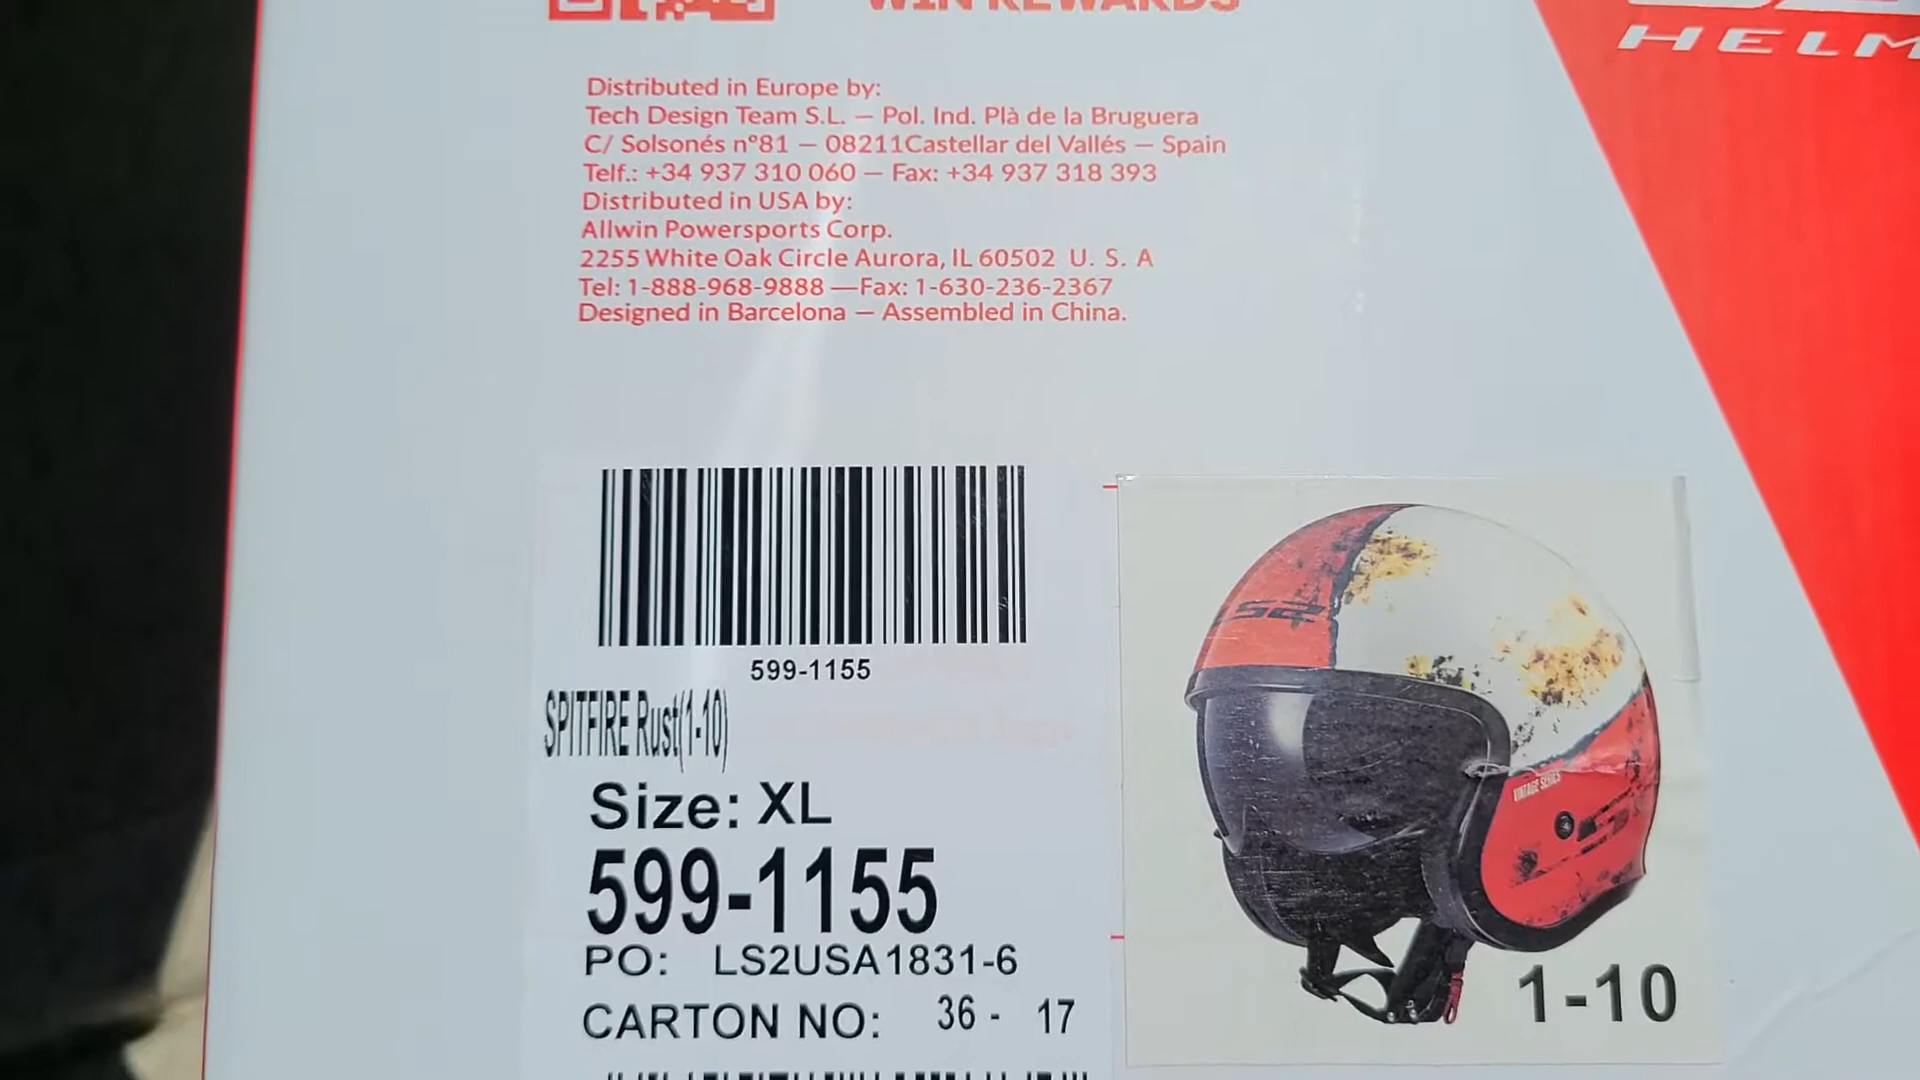 WIN REWARDS
HELM
Distributed in Europe by:
Tech Design Team S.L. — Pol. Ind. Plà de la Bruguera
C/ Solsonés nº81 — 08211Castellar del Vallés — Spain
Telf.: +34 937 310 060 — Fax: +34 937 318 393
Distributed in USA by:
Allwin Powersports Corp.
2255 White Oak Circle Aurora, IL 60502 U. S. A
Tel: 1-888-968-9888 —Fax: 1-630-236-2367
Designed in Barcelona — Assembled in China.
599-1155
SPITFIRE Rust(1-10)
Size: XL
599-1155
PO: LS2USA1831-6
CARTON NO: 36 - 17
LS2
VINTAGE SERIES
1-10